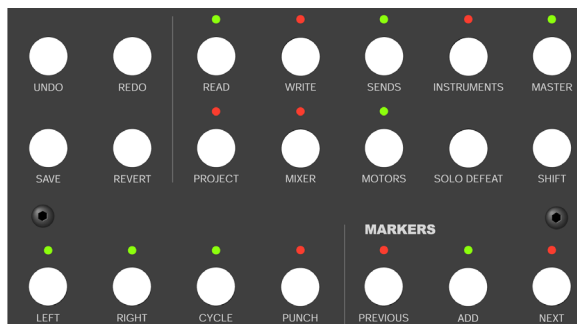 UNDO REDO READ WRITE SENDS INSTRUMENTS MASTER
SAVE REVERT PROJECT MIXER MOTORS SOLO DEFEAT SHIFT
MARKERS
LEFT RIGHT CYCLE PUNCH PREVIOUS ADD NEXT